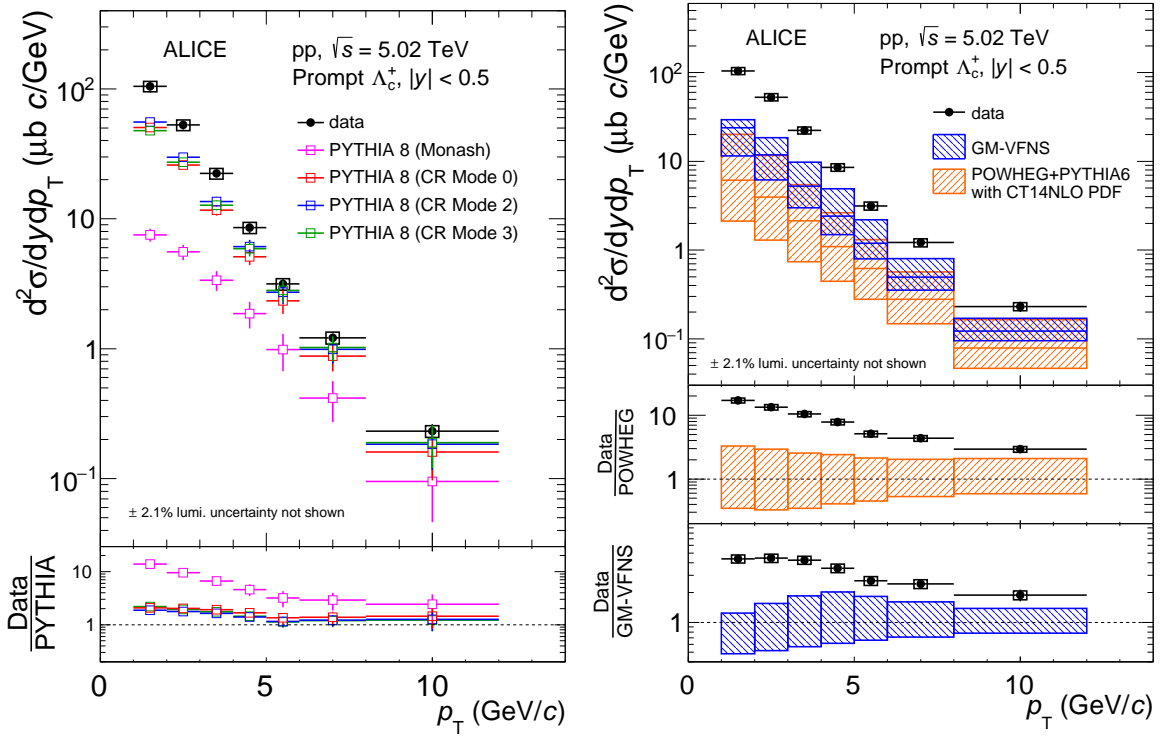 ALICE
pp, √s = 5.02 TeV
Prompt Λc+, |y| < 0.5
data
PYTHIA 8 (Monash)
PYTHIA 8 (CR Mode 0)
PYTHIA 8 (CR Mode 2)
PYTHIA 8 (CR Mode 3)
d²σ/dydpT (μb c/GeV)
10²
10
1
10⁻¹
± 2.1% lumi. uncertainty not shown
Data
PYTHIA
10
1
0 5 10
pT (GeV/c)
ALICE
pp, √s = 5.02 TeV
Prompt Λc+, |y| < 0.5
data
GM-VFNS
POWHEG+PYTHIA6
with CT14NLO PDF
d²σ/dydpT (μb c/GeV)
10²
10
1
10⁻¹
± 2.1% lumi. uncertainty not shown
Data
POWHEG
10
1
Data
GM-VFNS
1
0 5 10
pT (GeV/c)